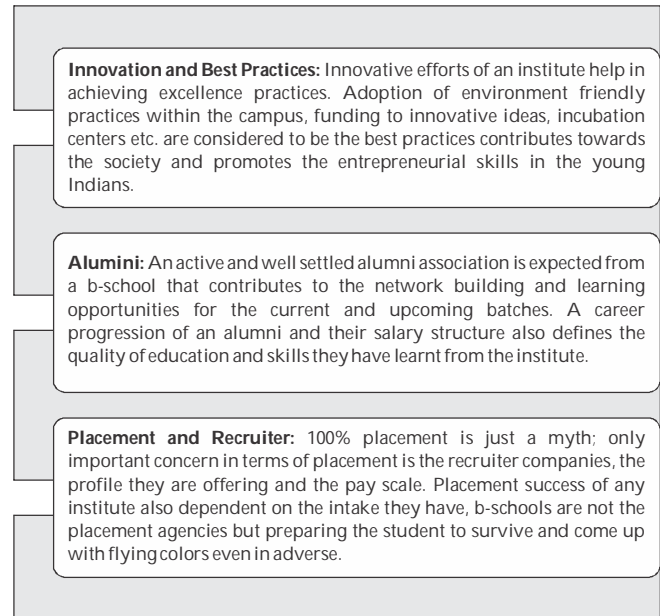 Innovation and Best Practices: Innovative efforts of an institute help in
achieving excellence practices. Adoption of environment friendly
practices within the campus, funding to innovative ideas, incubation
centers etc. are considered to be the best practices contributes towards
the society and promotes the entrepreneurial skills in the young
Indians.
Alumini: An active and well settled alumni association is expected from
a b-school that contributes to the network building and learning
opportunities for the current and upcoming batches. A career
progression of an alumni and their salary structure also defines the
quality of education and skills they have learnt from the institute.
Placement and Recruiter: 100% placement is just a myth; only
important concern in terms of placement is the recruiter companies, the
profile they are offering and the pay scale. Placement success of any
institute also dependent on the intake they have, b-schools are not the
placement agencies but preparing the student to survive and come up
with flying colors even in adverse.